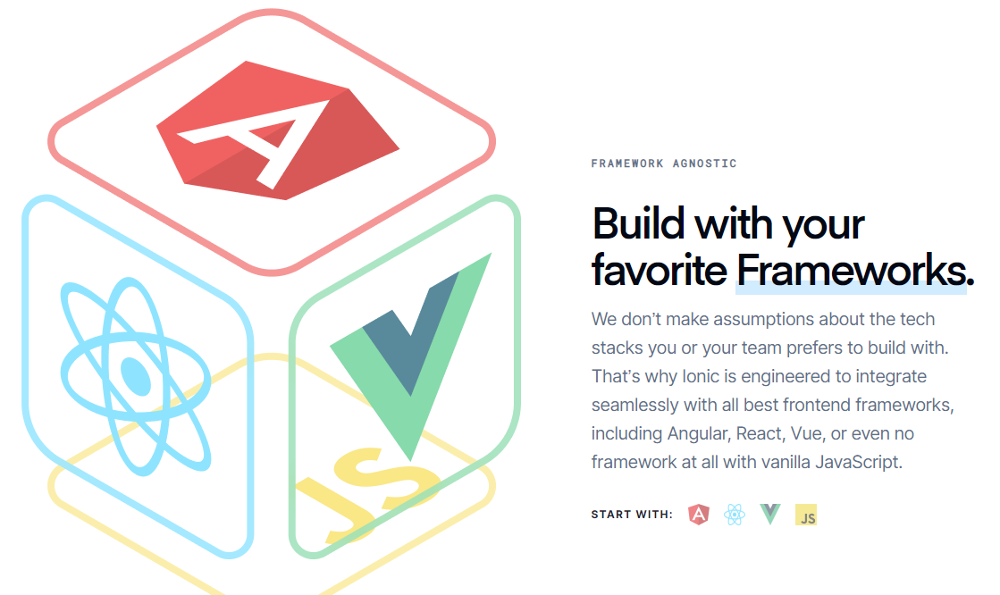 A
JS
FRAMEWORK AGNOSTIC
Build with your
favorite Frameworks.
We don't make assumptions about the tech
stacks you or your team prefers to build with.
That's why Ionic is engineered to integrate
seamlessly with all best frontend frameworks,
including Angular, React, Vue, or even no
framework at all with vanilla JavaScript.
START WITH: A JS